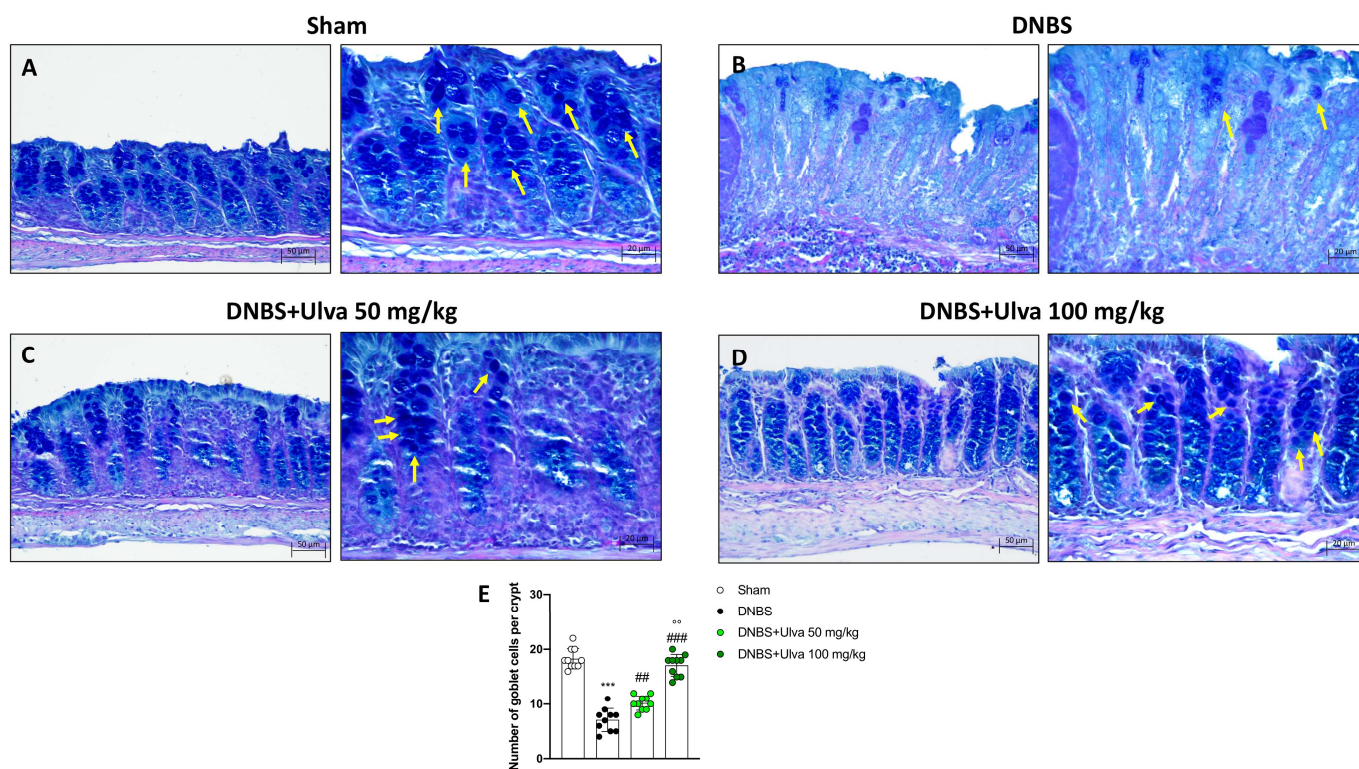 Sham
DNBS
A
50 µm
20 µm
B
50 µm
20 µm
DNBS+Ulva 50 mg/kg
DNBS+Ulva 100 mg/kg
C
50 µm
20 µm
D
50 µm
20 µm
E
Number of goblet cells per crypt
30
20
10
0
***
##
°°
###
Sham
DNBS
DNBS+Ulva 50 mg/kg
DNBS+Ulva 100 mg/kg